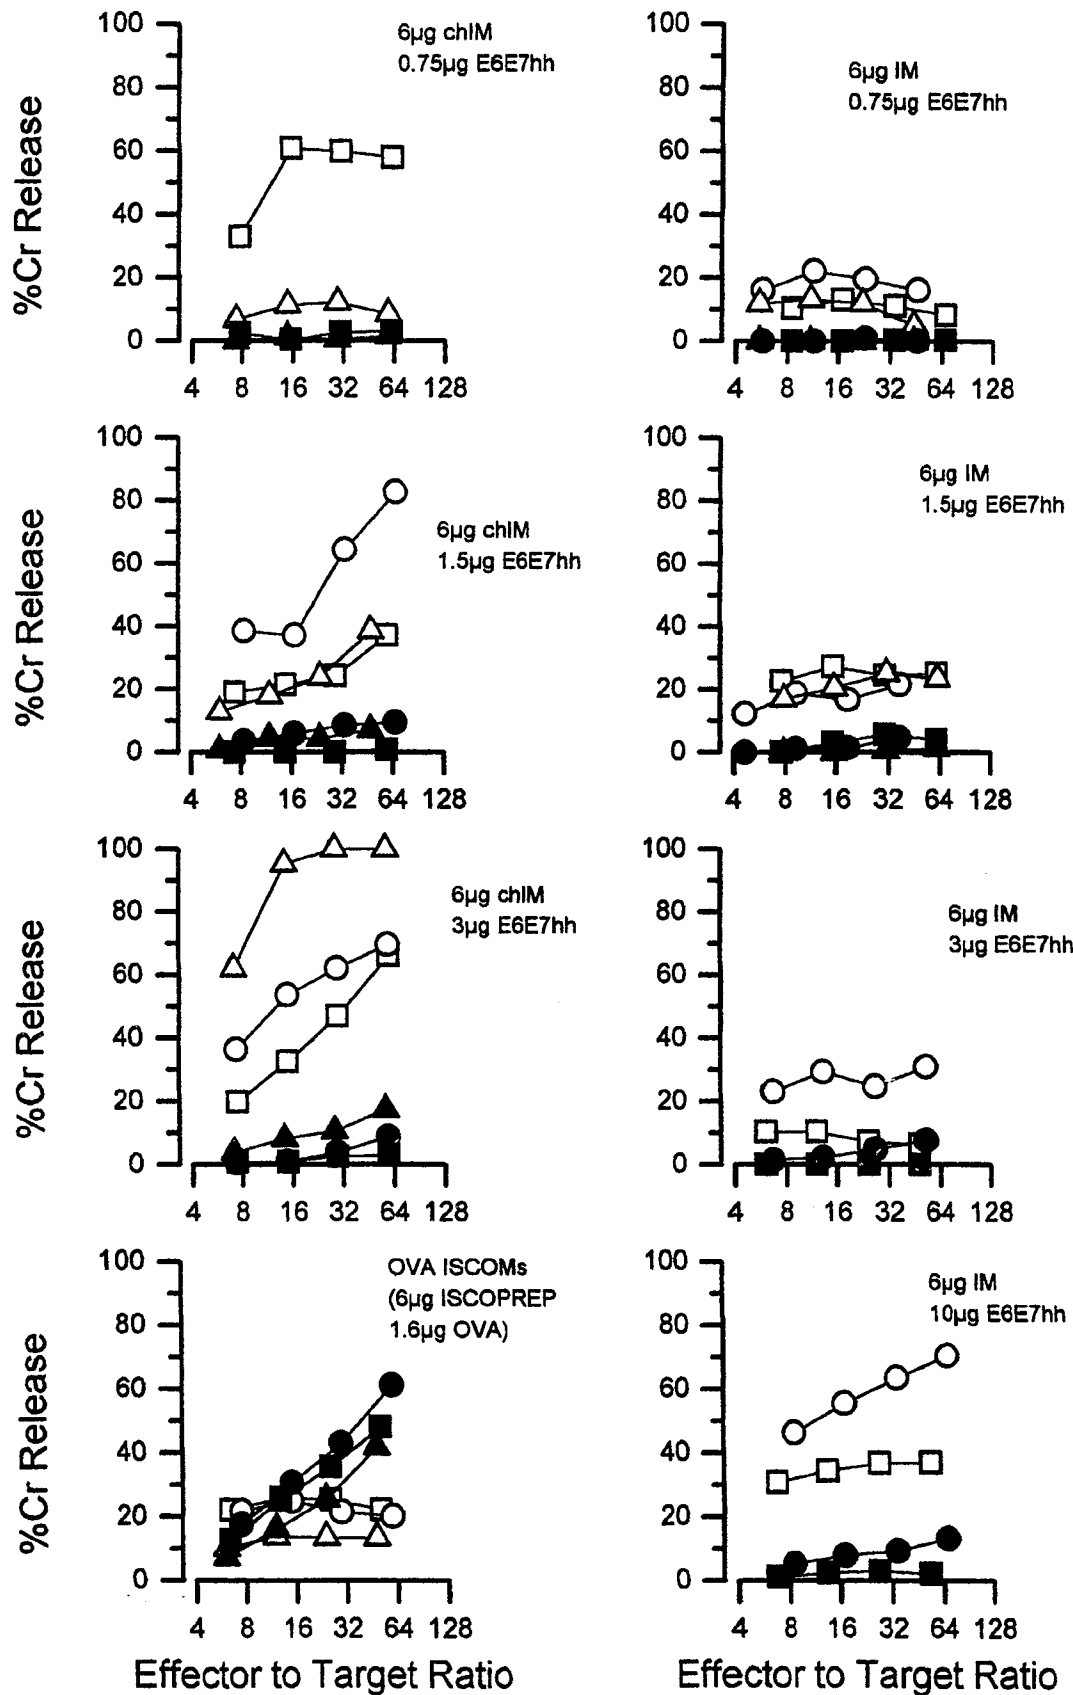 100
80
60
40
20
0
%Cr Release
6µg chIM
0.75µg E6E7hh
4 8 16 32 64 128
100
80
60
40
20
0
6µg IM
0.75µg E6E7hh
4 8 16 32 64 128
100
80
60
40
20
0
%Cr Release
6µg chIM
1.5µg E6E7hh
4 8 16 32 64 128
100
80
60
40
20
0
6µg IM
1.5µg E6E7hh
4 8 16 32 64 128
100
80
60
40
20
0
%Cr Release
6µg chIM
3µg E6E7hh
4 8 16 32 64 128
100
80
60
40
20
0
6µg IM
3µg E6E7hh
4 8 16 32 64 128
100
80
60
40
20
0
%Cr Release
OVA ISCOMs
(6µg ISCOPREP
1.6µg OVA)
4 8 16 32 64 128
Effector to Target Ratio
100
80
60
40
20
0
6µg IM
10µg E6E7hh
4 8 16 32 64 128
Effector to Target Ratio